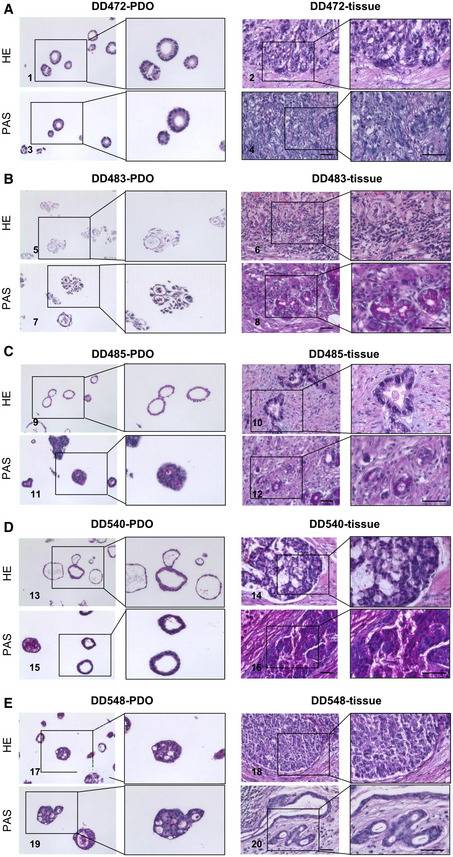 A DD472-PDO DD472-tissue
HE 1 2
PAS 3 4
B DD483-PDO DD483-tissue
HE 5 6
PAS 7 8
C DD485-PDO DD485-tissue
HE 9 10
PAS 11 12
D DD540-PDO DD540-tissue
HE 13 14
PAS 15 16
E DD548-PDO DD548-tissue
HE 17 18
PAS 19 20